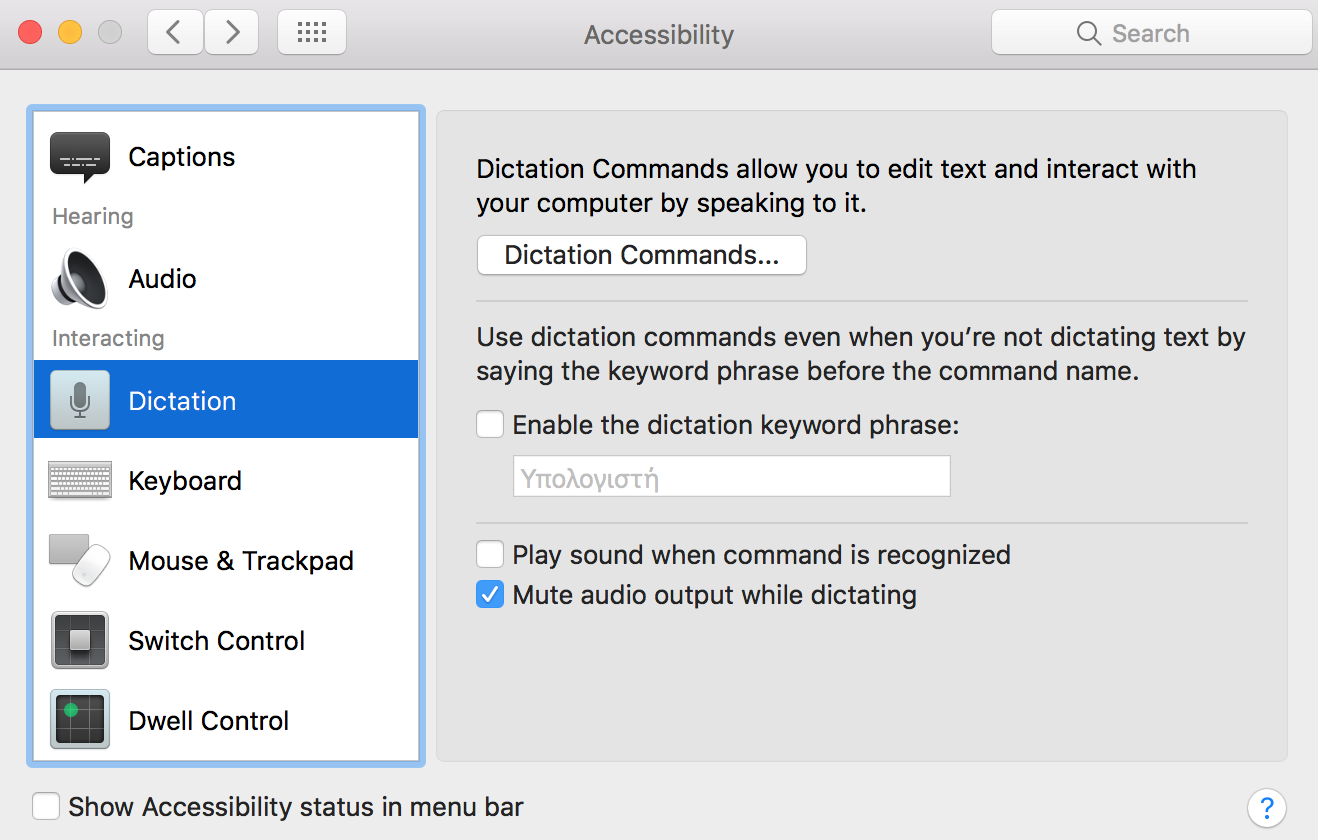 Accessibility
Search
Captions
Hearing
Audio
Interacting
Dictation
Keyboard
Mouse & Trackpad
Switch Control
Dwell Control
Dictation Commands allow you to edit text and interact with
your computer by speaking to it.
Dictation Commands...
Use dictation commands even when you’re not dictating text by
saying the keyword phrase before the command name.
Enable the dictation keyword phrase:
Υπολογιστή
Play sound when command is recognized
Mute audio output while dictating
Show Accessibility status in menu bar
?